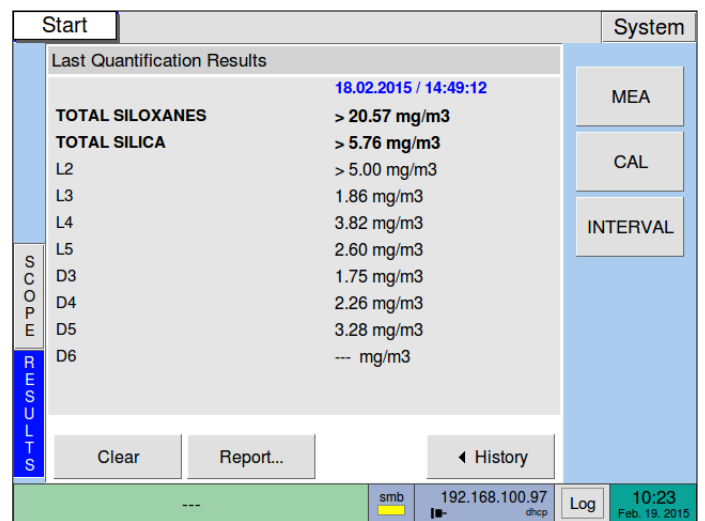 Start
System
Last Quantification Results
18.02.2015 / 14:49:12
TOTAL SILOXANES > 20.57 mg/m3
TOTAL SILICA > 5.76 mg/m3
L2 > 5.00 mg/m3
L3 1.86 mg/m3
L4 3.82 mg/m3
L5 2.60 mg/m3
D3 1.75 mg/m3
D4 2.26 mg/m3
D5 3.28 mg/m3
D6 --- mg/m3
MEA
CAL
INTERVAL
SCOPE
RESULTS
Clear
Report...
History
---
smb
192.168.100.97
dhcp
Log
10:23
Feb. 19. 2015